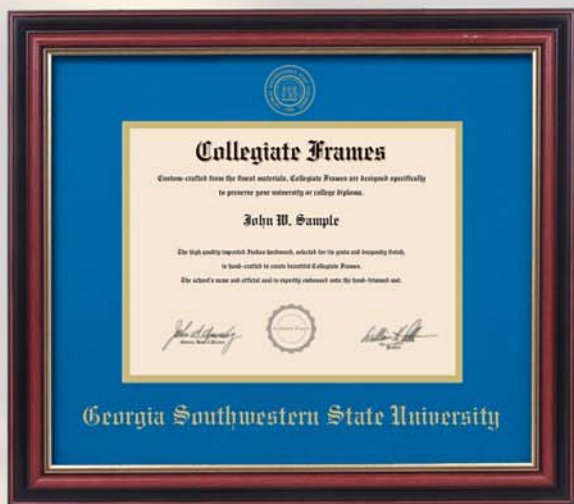 Collegiate Frames
Custom-crafted from the finest materials, Collegiate Frames are designed specifically
to preserve your university or college diploma.
John W. Sample
The high quality imported Italian hardwood, selected for its grain and burgundy finish,
is hand-crafted to create beautiful Collegiate Frames.
The school's name and official seal is expertly embossed onto the hand-trimmed mat.
Georgia Southwestern State University